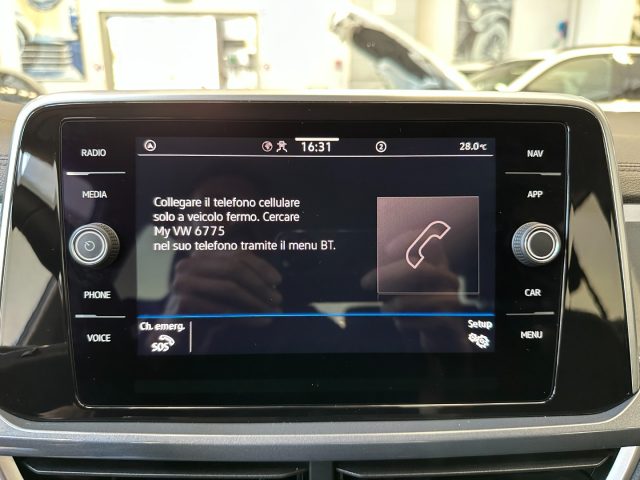 RADIO
MEDIA
PHONE
VOICE
16:31
2
28.0°C
Collegare il telefono cellulare
solo a veicolo fermo. Cercare
My VW 6775
nel suo telefono tramite il menu BT.
Ch. emerg.
SOS
Setup
NAV
APP
CAR
MENU